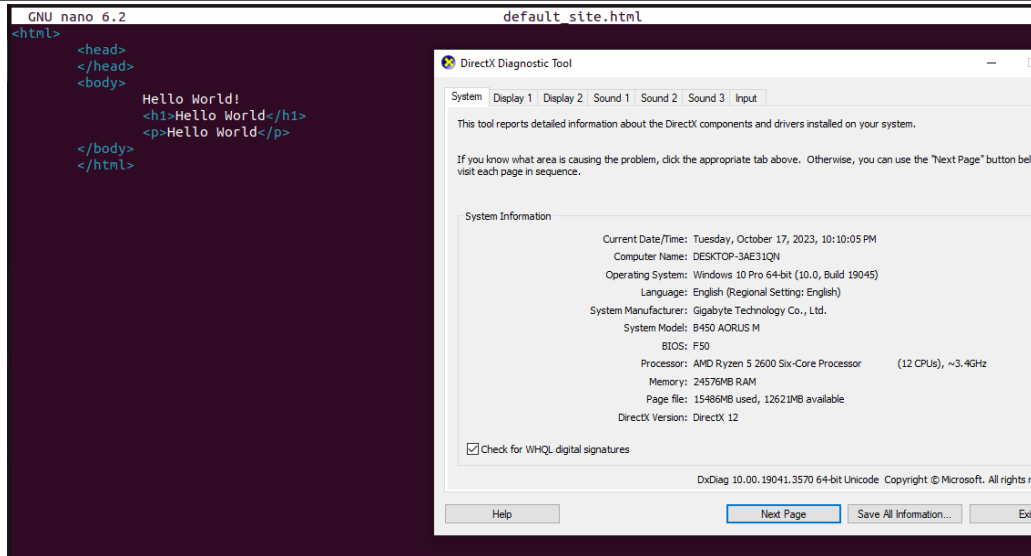 GNU nano 6.2 default_site.html
<html>
<head>
</head>
<body>
Hello World!
<h1>Hello World</h1>
<p>Hello World</p>
</body>
</html>
DirectX Diagnostic Tool
System Display 1 Display 2 Sound 1 Sound 2 Sound 3 Input
This tool reports detailed information about the DirectX components and drivers installed on your system.
If you know what area is causing the problem, click the appropriate tab above. Otherwise, you can use the "Next Page" button
visit each page in sequence.
System Information
Current Date/Time: Tuesday, October 17, 2023, 10:10:05 PM
Computer Name: DESKTOP-3AE31QN
Operating System: Windows 10 Pro 64-bit (10.0, Build 19045)
Language: English (Regional Setting: English)
System Manufacturer: Gigabyte Technology Co., Ltd.
System Model: B450 AORUS M
BIOS: F50
Processor: AMD Ryzen 5 2600 Six-Core Processor (12 CPUs), ~3.4GHz
Memory: 24576MB RAM
Page file: 15486MB used, 12621MB available
DirectX Version: DirectX 12
Check for WHQL digital signatures
DxDiag 10.00.19041.3570 64-bit Unicode Copyright © Microsoft. All rights
Help Next Page Save All Information...